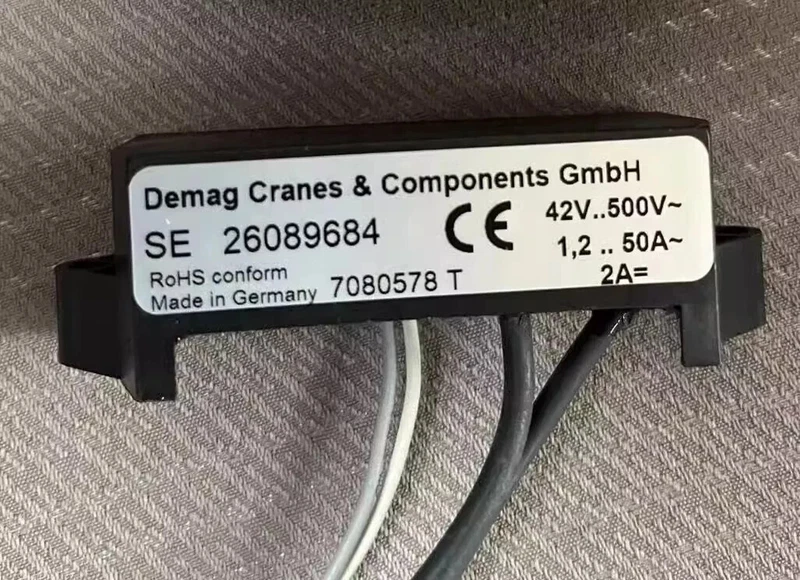 Demag Cranes & Components GmbH
SE 26089684 CE 42V..500V~
1,2 .. 50A~
RoHS conform
Made in Germany 7080578 T 2A=